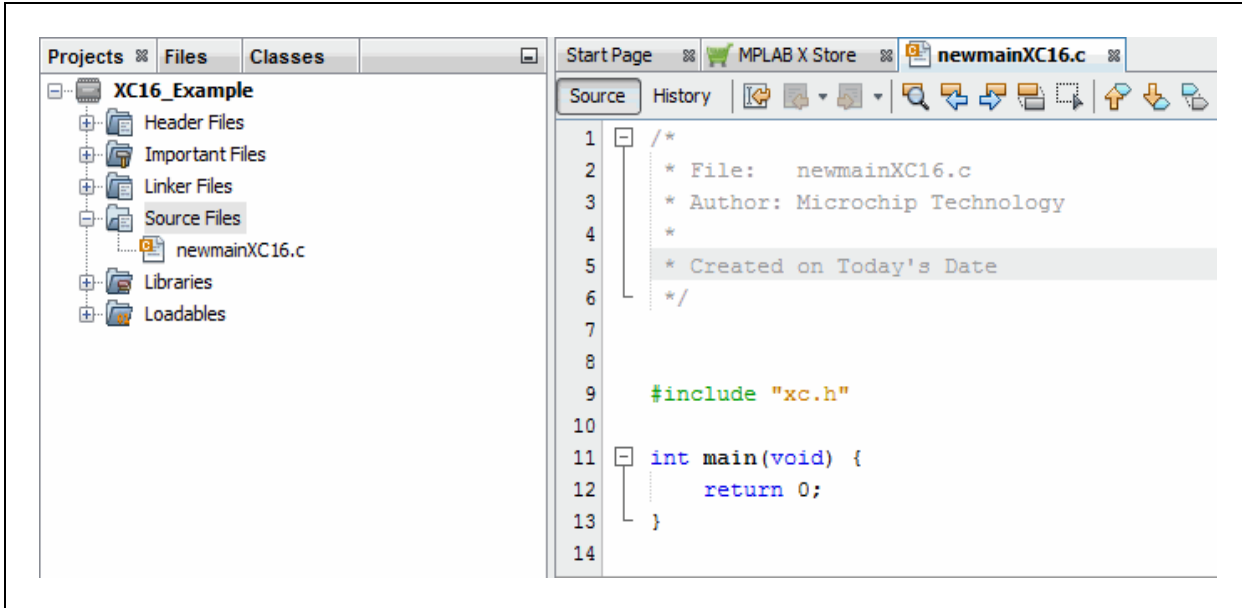 Projects Files Classes
XC16_Example
Header Files
Important Files
Linker Files
Source Files
newmainXC16.c
Libraries
Loadables
Start Page MPLAB X Store newmainXC16.c
Source History
1 /*
2 * File:   newmainXC16.c
3 * Author: Microchip Technology
4 *
5 * Created on Today's Date
6 */
7
8
9 #include "xc.h"
10
11 int main(void) {
12     return 0;
13 }
14